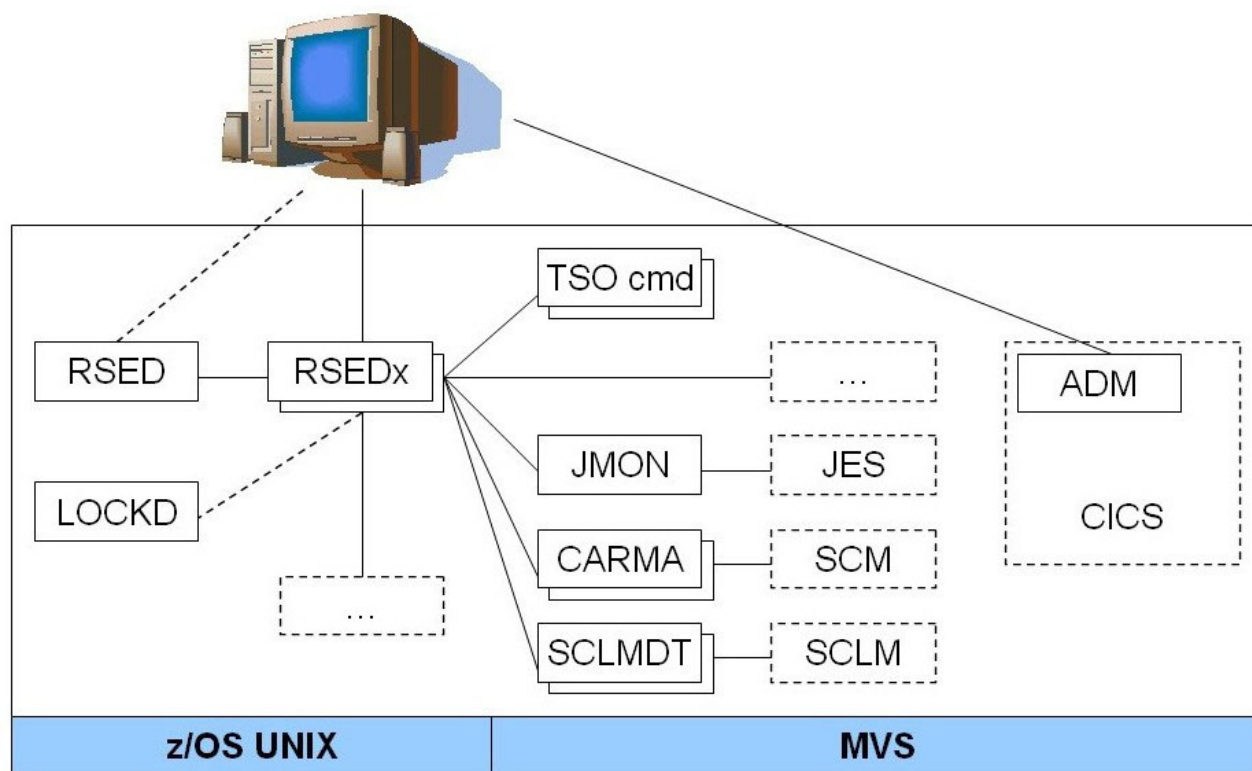 TSO cmd
RSED
RSEDx
...
ADM
LOCKD
JMON
JES
CICS
CARMA
SCM
...
SCLMDT
SCLM
z/OS UNIX
MVS